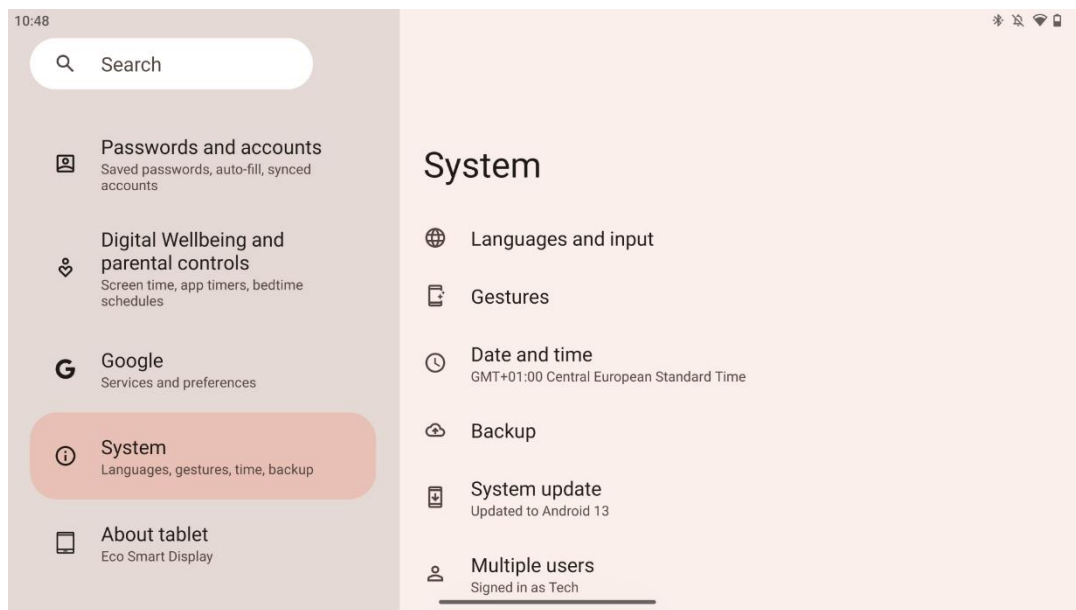 10:48
Search
Passwords and accounts
Saved passwords, auto-fill, synced
accounts
Digital Wellbeing and
parental controls
Screen time, app timers, bedtime
schedules
Google
Services and preferences
System
Languages, gestures, time, backup
About tablet
Eco Smart Display
System
Languages and input
Gestures
Date and time
GMT+01:00 Central European Standard Time
Backup
System update
Updated to Android 13
Multiple users
Signed in as Tech